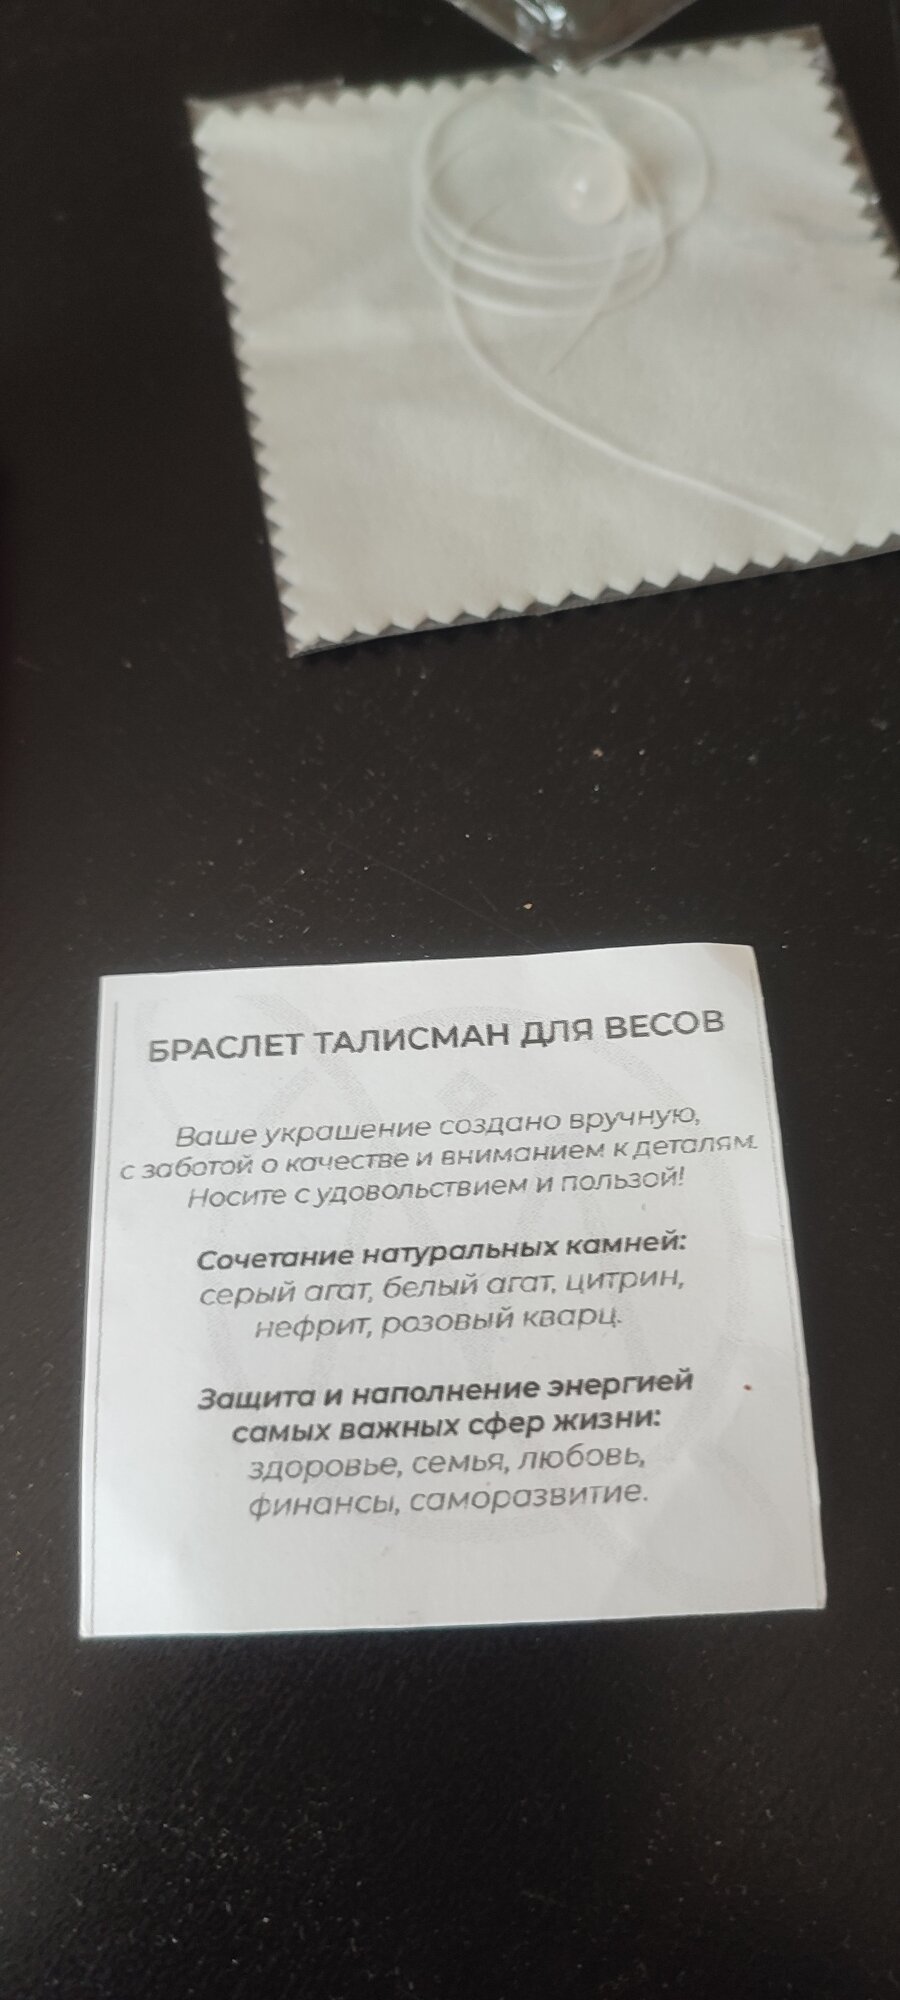 БРАСЛЕТ ТАЛИСМАН ДЛЯ ВЕСОВ
Ваше украшение создано вручную,
с заботой о качестве и вниманием к деталям.
Носите с удовольствием и пользой!
Сочетание натуральных камней:
серый агат, белый агат, цитрин,
нефрит, розовый кварц.
Защита и наполнение энергией
самых важных сфер жизни:
здоровье, семья, любовь,
финансы, саморазвитие.